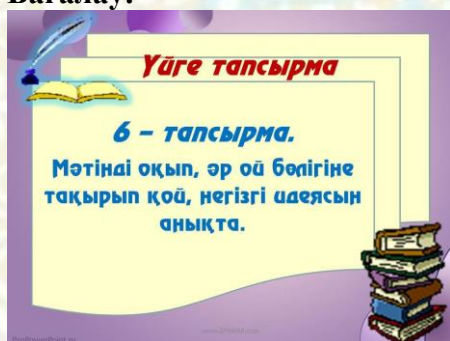 Бағалау:
Үйге тапсырма
6 – тапсырма.
Мәтінді оқып, әр ой бөлігіне
тақырып қой, негізгі идеясын
анықта.